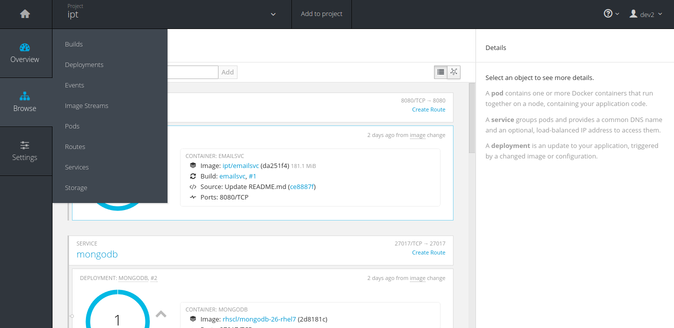 Project
ipt
Add to project
dev2
Overview
Browse
Settings
Builds
Deployments
Events
Image Streams
Pods
Routes
Services
Storage
Add
8080/TCP → 8080
Create Route
2 days ago from image change
CONTAINER: EMAILSVC
Image: ipt/emailsvc (da251f4) 181.1 MiB
Build: emailsvc, #1
Source: Update README.md (ce8887f)
Ports: 8080/TCP
SERVICE
mongodb
27017/TCP → 27017
Create Route
DEPLOYMENT: MONGODB, #2
2 days ago from image change
1
CONTAINER: MONGODB
Image: rhscl/mongodb-26-rhel7 (2d8181c)
Details
Select an object to see more details.
A pod contains one or more Docker containers that run
together on a node, containing your application code.
A service groups pods and provides a common DNS name
and an optional, load-balanced IP address to access them.
A deployment is an update to your application, triggered
by a changed image or configuration.